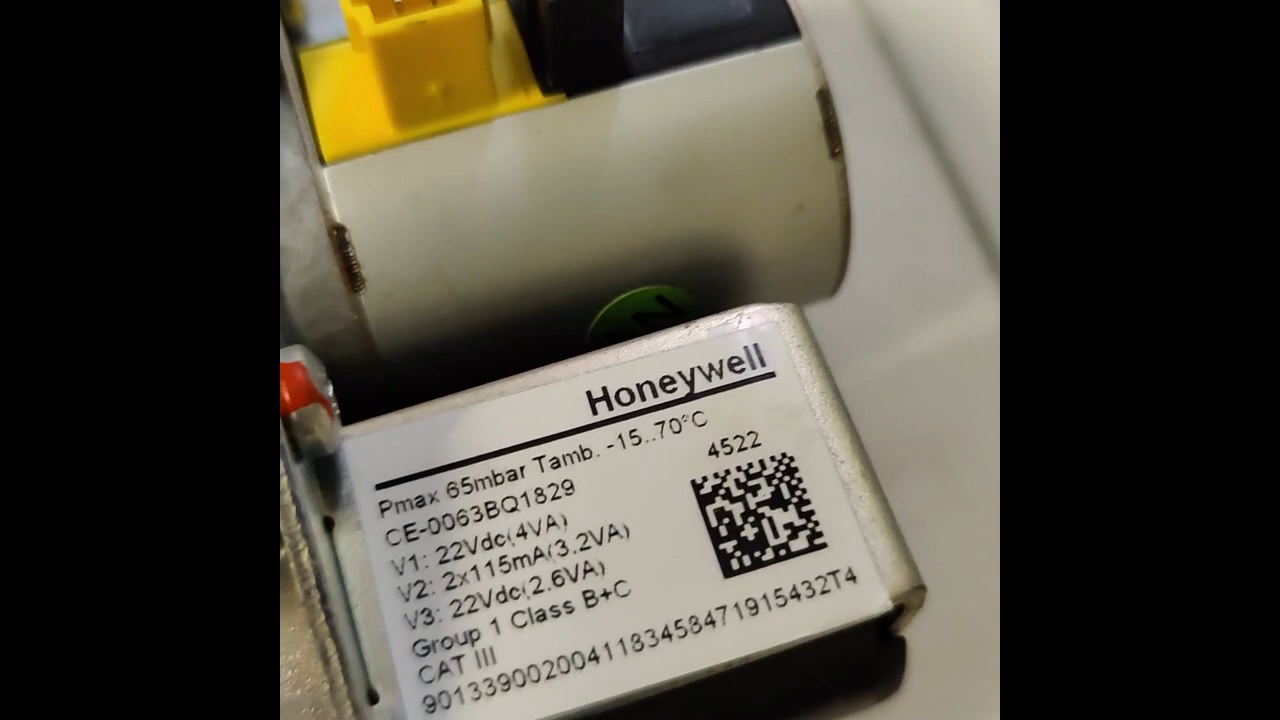 N
Honeywell
Pmax 65mbar Tamb. -15..70°C
4522
CE-0063BQ1829
V1: 22Vdc(4VA)
V2: 2x115mA(3.2VA)
V3: 22Vdc(2.6VA)
Group 1 Class B+C
CAT III
9013390020041183458471915432T4